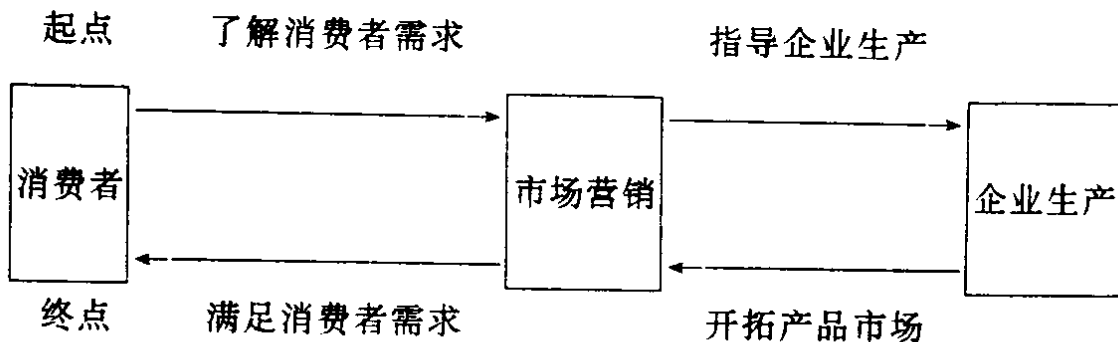 起点 了解消费者需求 指导企业生产
消费者 市场营销 企业生产
终点 满足消费者需求 开拓产品市场